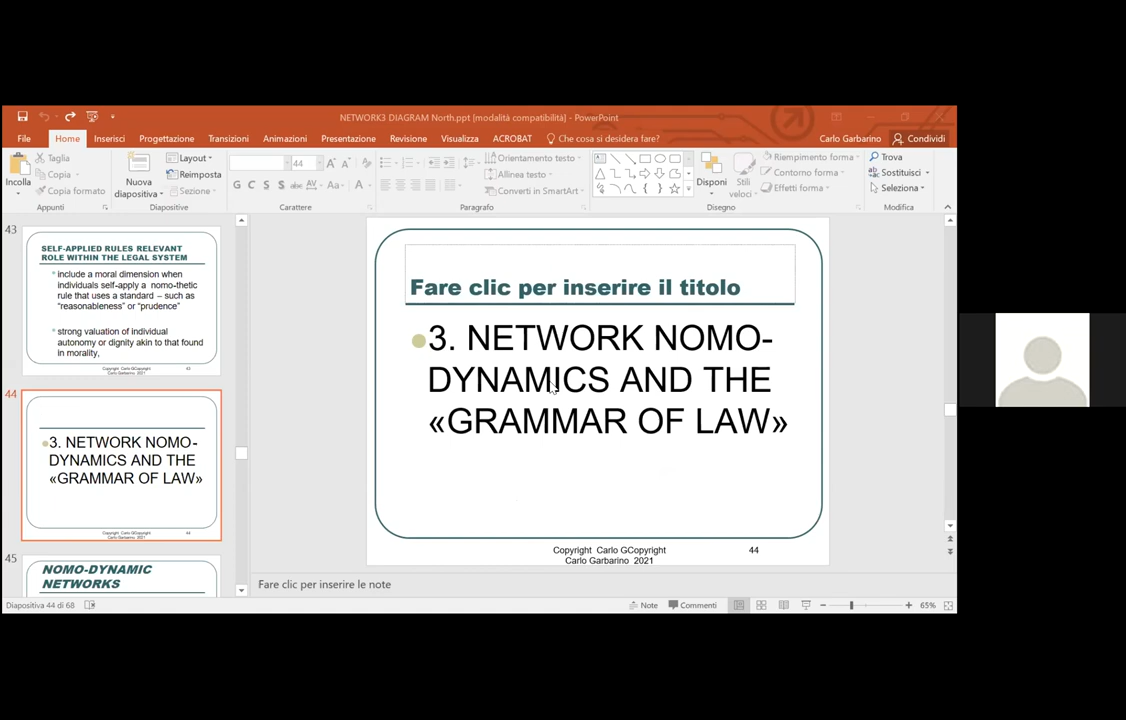 NETWORK3 DIAGRAM North.ppt [modalità compatibilità] - PowerPoint
File Home Inserisci Progettazione Transizioni Animazioni Presentazione Revisione Visualizza ACROBAT Che cosa si desidera fare? Carlo Garbarino Condividi
Taglia
Copia
Copia formato
Incolla
Appunti
Nuova
diapositiva
Layout
Reimposta
Sezione
Diapositive
44
G C S S abc AV Aa A
Carattere
Orientamento testo
Allinea testo
Converti in SmartArt
Paragrafo
Disponi
Stili
veloci
Riempimento forma
Contorno forma
Effetti forma
Disegno
Trova
Sostituisci
Seleziona
Modifica
43
SELF-APPLIED RULES RELEVANT
ROLE WITHIN THE LEGAL SYSTEM
include a moral dimension when
individuals self-apply a nomo-thetic
rule that uses a standard – such as
“reasonableness” or “prudence”
strong valuation of individual
autonomy or dignity akin to that found
in morality,
Copyright Carlo GCopyright
Carlo Garbarino 2021
43
44
3. NETWORK NOMO-
DYNAMICS AND THE
«GRAMMAR OF LAW»
Copyright Carlo GCopyright
Carlo Garbarino 2021
44
45
NOMO-DYNAMIC
NETWORKS
Fare clic per inserire il titolo
3. NETWORK NOMO-
DYNAMICS AND THE
«GRAMMAR OF LAW»
Copyright Carlo GCopyright
Carlo Garbarino 2021
44
Fare clic per inserire le note
Diapositiva 44 di 68
Note Commenti 65%